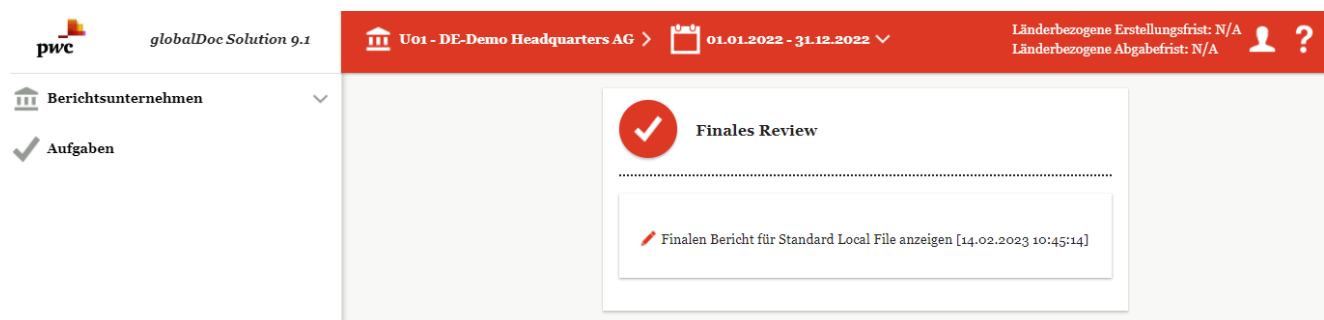 pwc
globalDoc Solution 9.1
U01 - DE-Demo Headquarters AG
01.01.2022 - 31.12.2022
Länderbezogene Erstellungsfrist: N/A
Länderbezogene Abgabefrist: N/A
?
Berichtsunternehmen
Aufgaben
Finales Review
Finalen Bericht für Standard Local File anzeigen [14.02.2023 10:45:14]